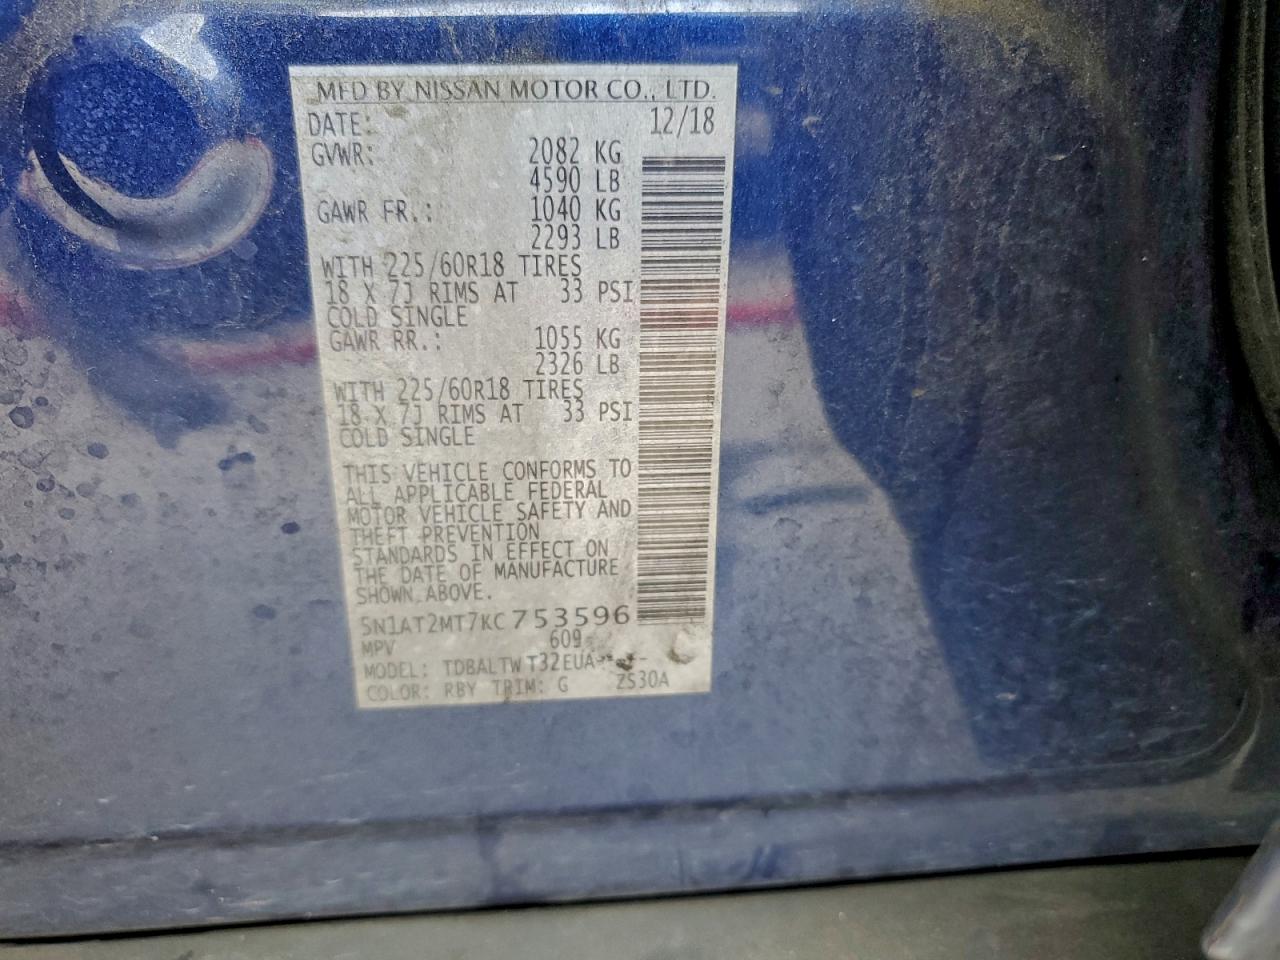 MFD BY NISSAN MOTOR CO., LTD.
DATE: 12/18
GVWR: 2082 KG
4590 LB
GAWR FR.: 1040 KG
2293 LB
WITH 225/60R18 TIRES
18 X 7J RIMS AT 33 PSI
COLD SINGLE
GAWR RR.: 1055 KG
2326 LB
WITH 225/60R18 TIRES
18 X 7J RIMS AT 33 PSI
COLD SINGLE
THIS VEHICLE CONFORMS TO
ALL APPLICABLE FEDERAL
MOTOR VEHICLE SAFETY AND
THEFT PREVENTION
STANDARDS IN EFFECT ON
THE DATE OF MANUFACTURE
SHOWN ABOVE.
5N1AT2MT7KC753596
MPV 609
MODEL: TDBALTW T32EUA
COLOR: RBY TRIM: G ZS30A